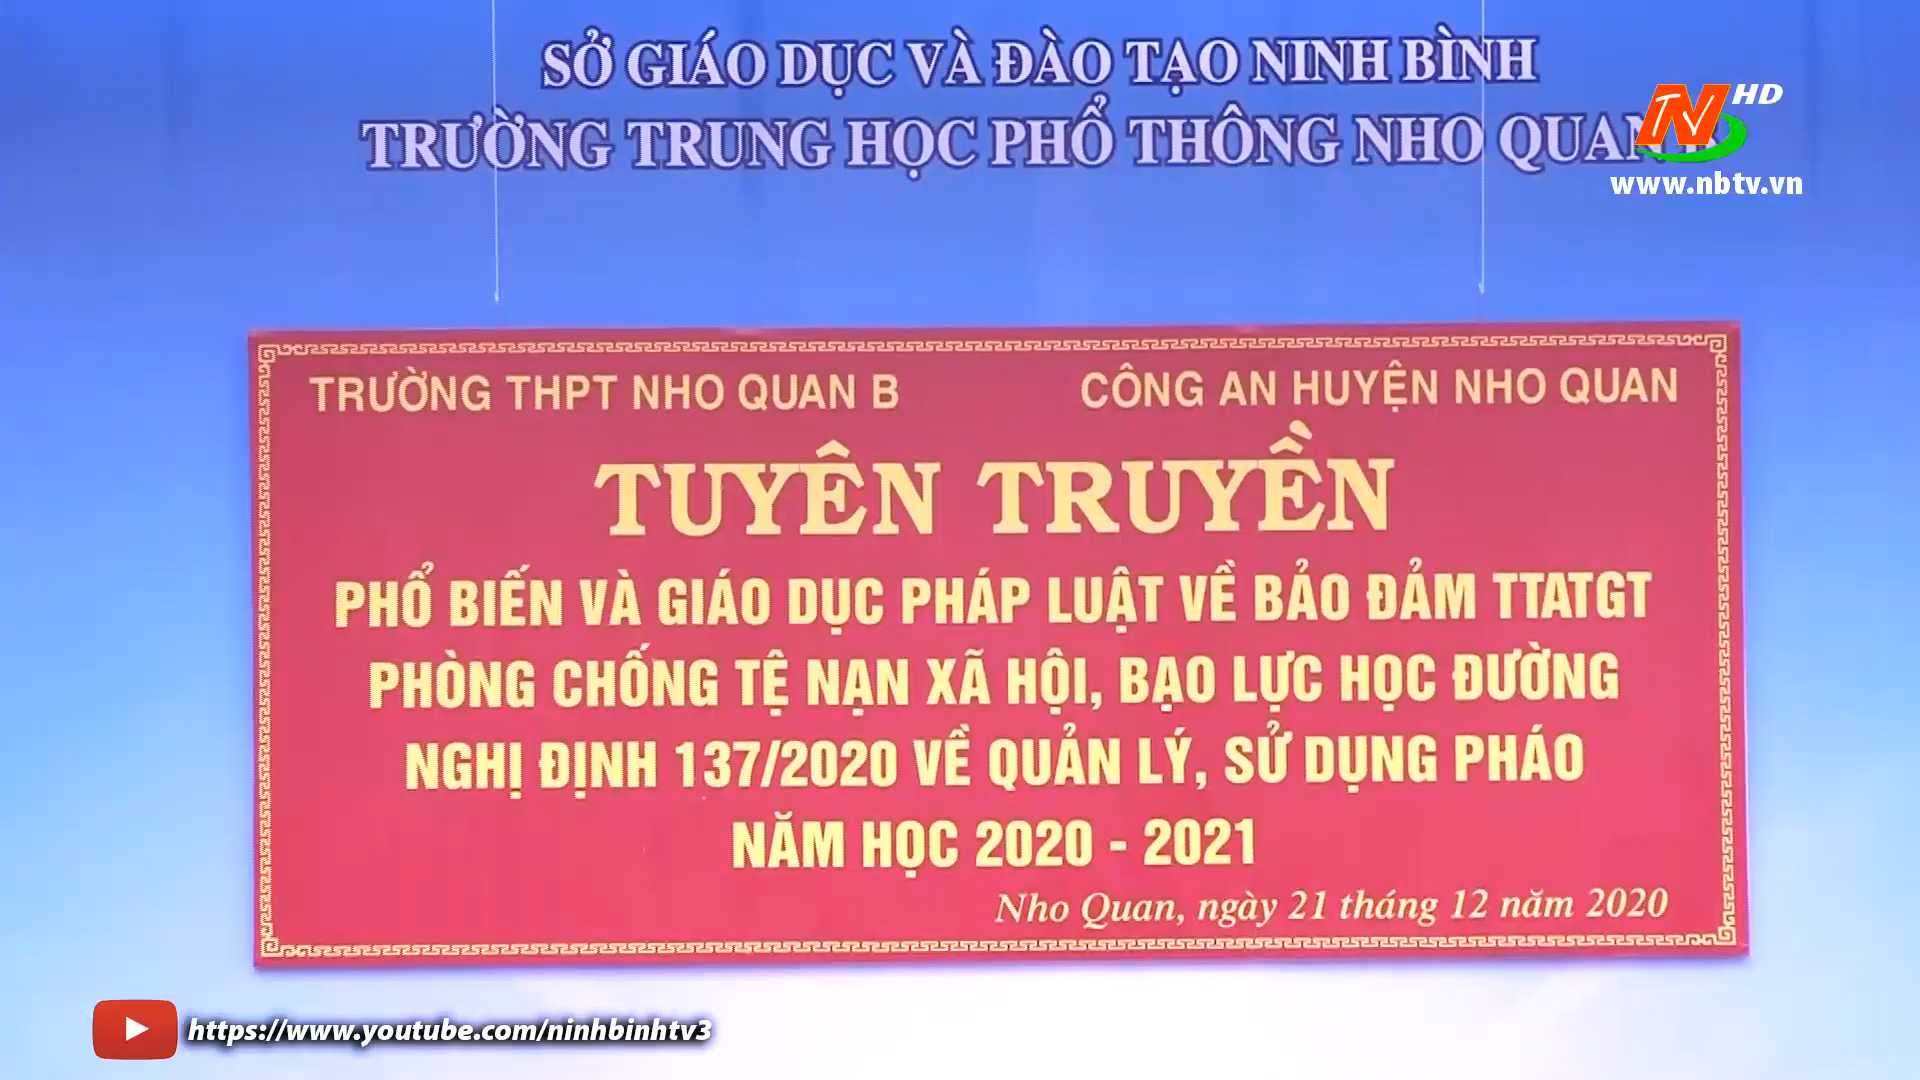 SỞ GIÁO DỤC VÀ ĐÀO TẠO NINH BÌNH
TRƯỜNG TRUNG HỌC PHỔ THÔNG NHO QUAN
TV HD
www.nbtv.vn
TRƯỜNG THPT NHO QUAN B
CÔNG AN HUYỆN NHO QUAN
TUYÊN TRUYỀN
PHỔ BIẾN VÀ GIÁO DỤC PHÁP LUẬT VỀ BẢO ĐẢM TTATGT
PHÒNG CHỐNG TỆ NẠN XÃ HỘI, BẠO LỰC HỌC ĐƯỜNG
NGHỊ ĐỊNH 137/2020 VỀ QUẢN LÝ, SỬ DỤNG PHÁO
NĂM HỌC 2020 - 2021
Nho Quan, ngày 21 tháng 12 năm 2020
https://www.youtube.com/ninhbinhtv3